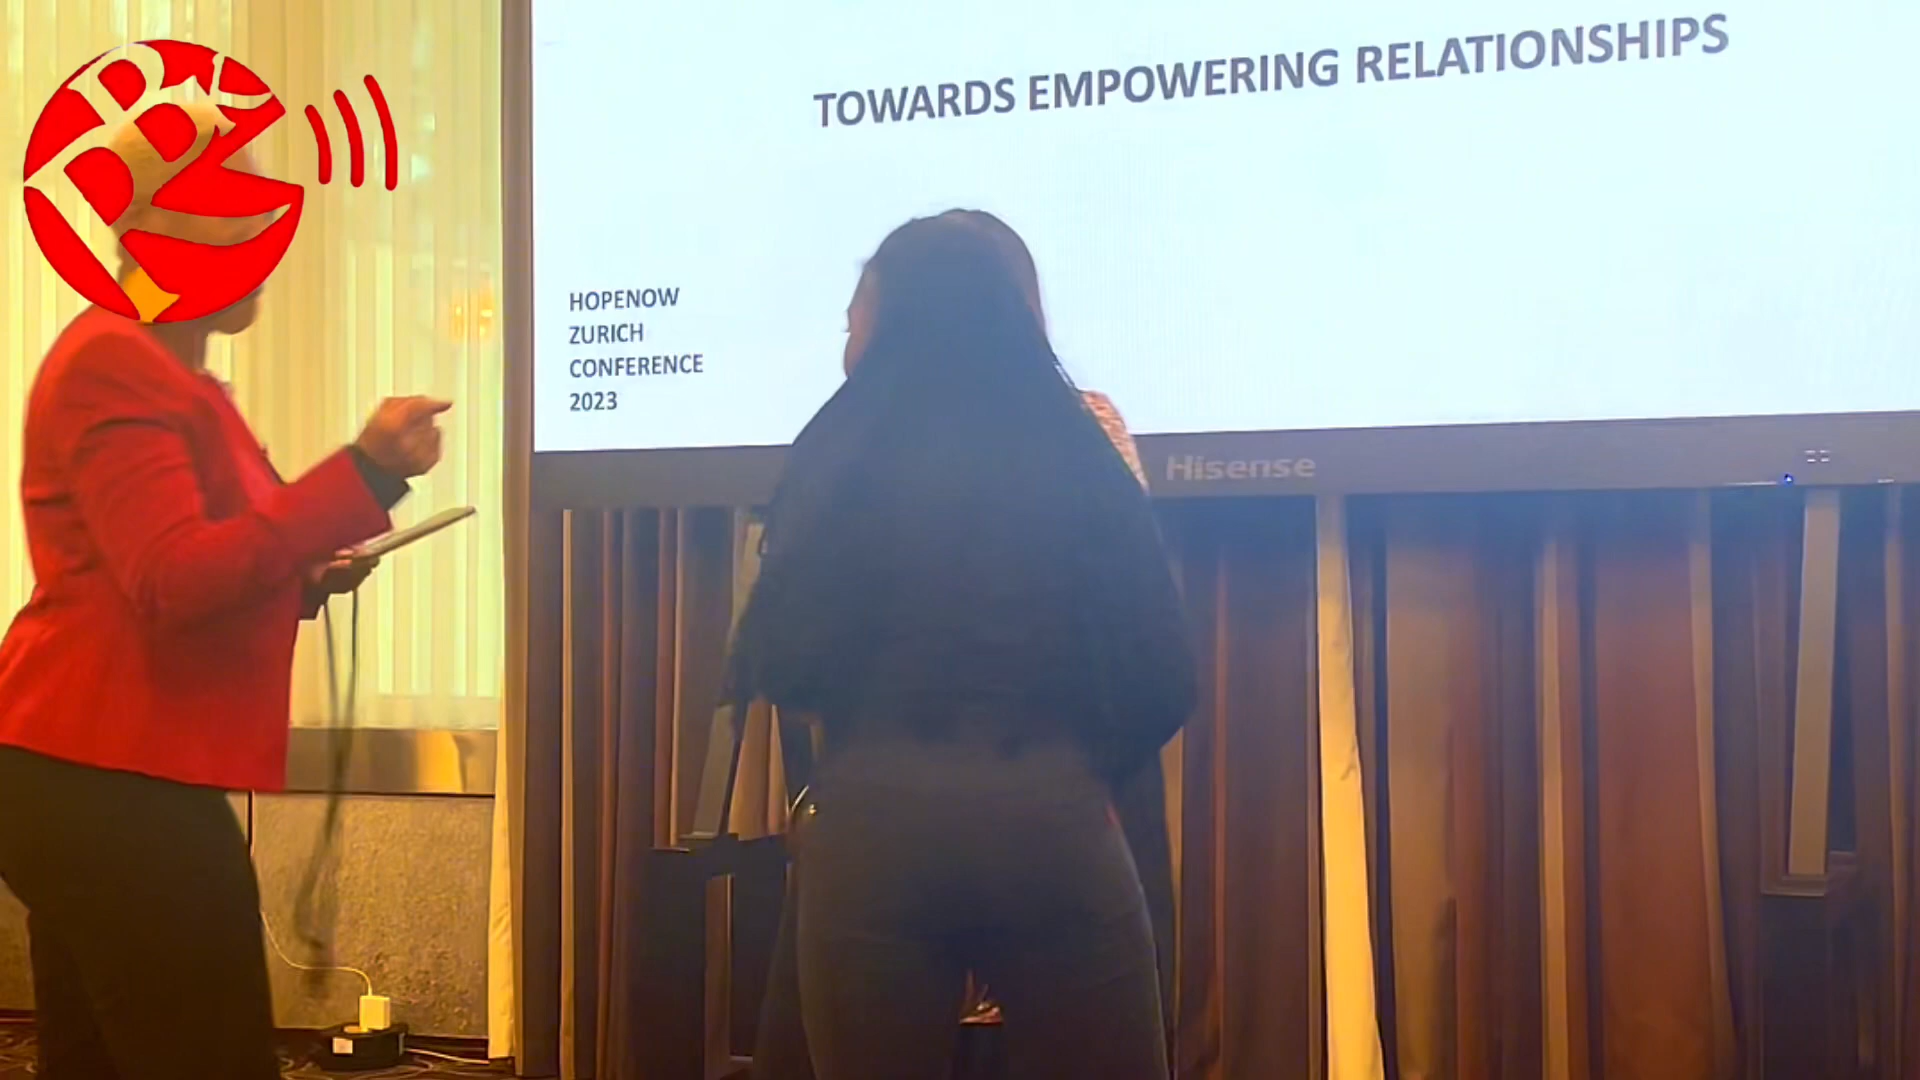 TOWARDS EMPOWERING RELATIONSHIPS
HOPENOW
ZURICH
CONFERENCE
2023
Hisense